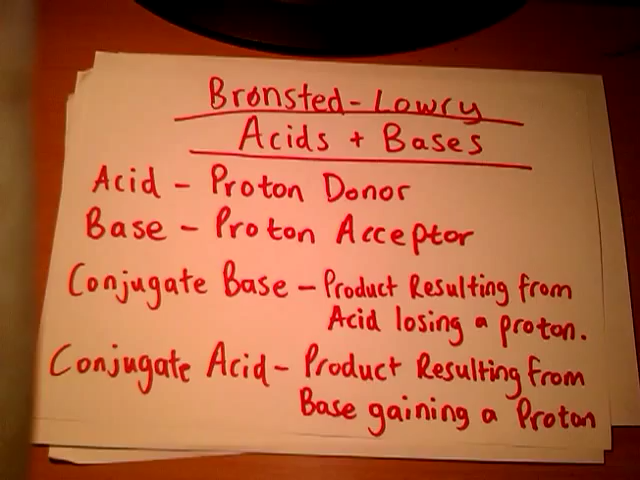 Brønsted-Lowry
Acids + Bases
Acid - Proton Donor
Base - Proton Acceptor
Conjugate Base - Product Resulting from
Acid losing a proton.
Conjugate Acid - Product Resulting from
Base gaining a Proton